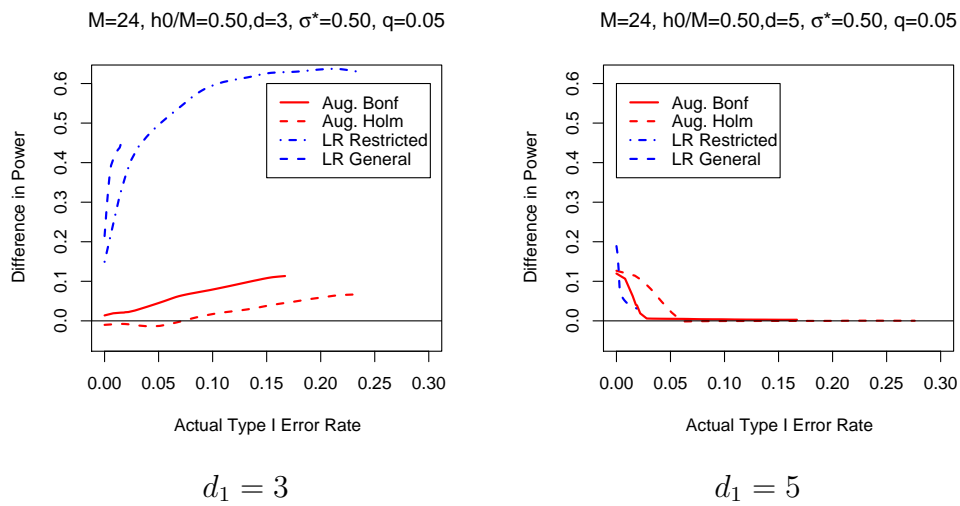 M=24, h0/M=0.50,d=3, σ*=0.50, q=0.05
Difference in Power
0.6
0.5
0.4
0.3
0.2
0.1
0.0
Aug. Bonf
Aug. Holm
LR Restricted
LR General
0.00 0.05 0.10 0.15 0.20 0.25 0.30
Actual Type I Error Rate
d₁ = 3
M=24, h0/M=0.50,d=5, σ*=0.50, q=0.05
Difference in Power
0.6
0.5
0.4
0.3
0.2
0.1
0.0
Aug. Bonf
Aug. Holm
LR Restricted
LR General
0.00 0.05 0.10 0.15 0.20 0.25 0.30
Actual Type I Error Rate
d₁ = 5